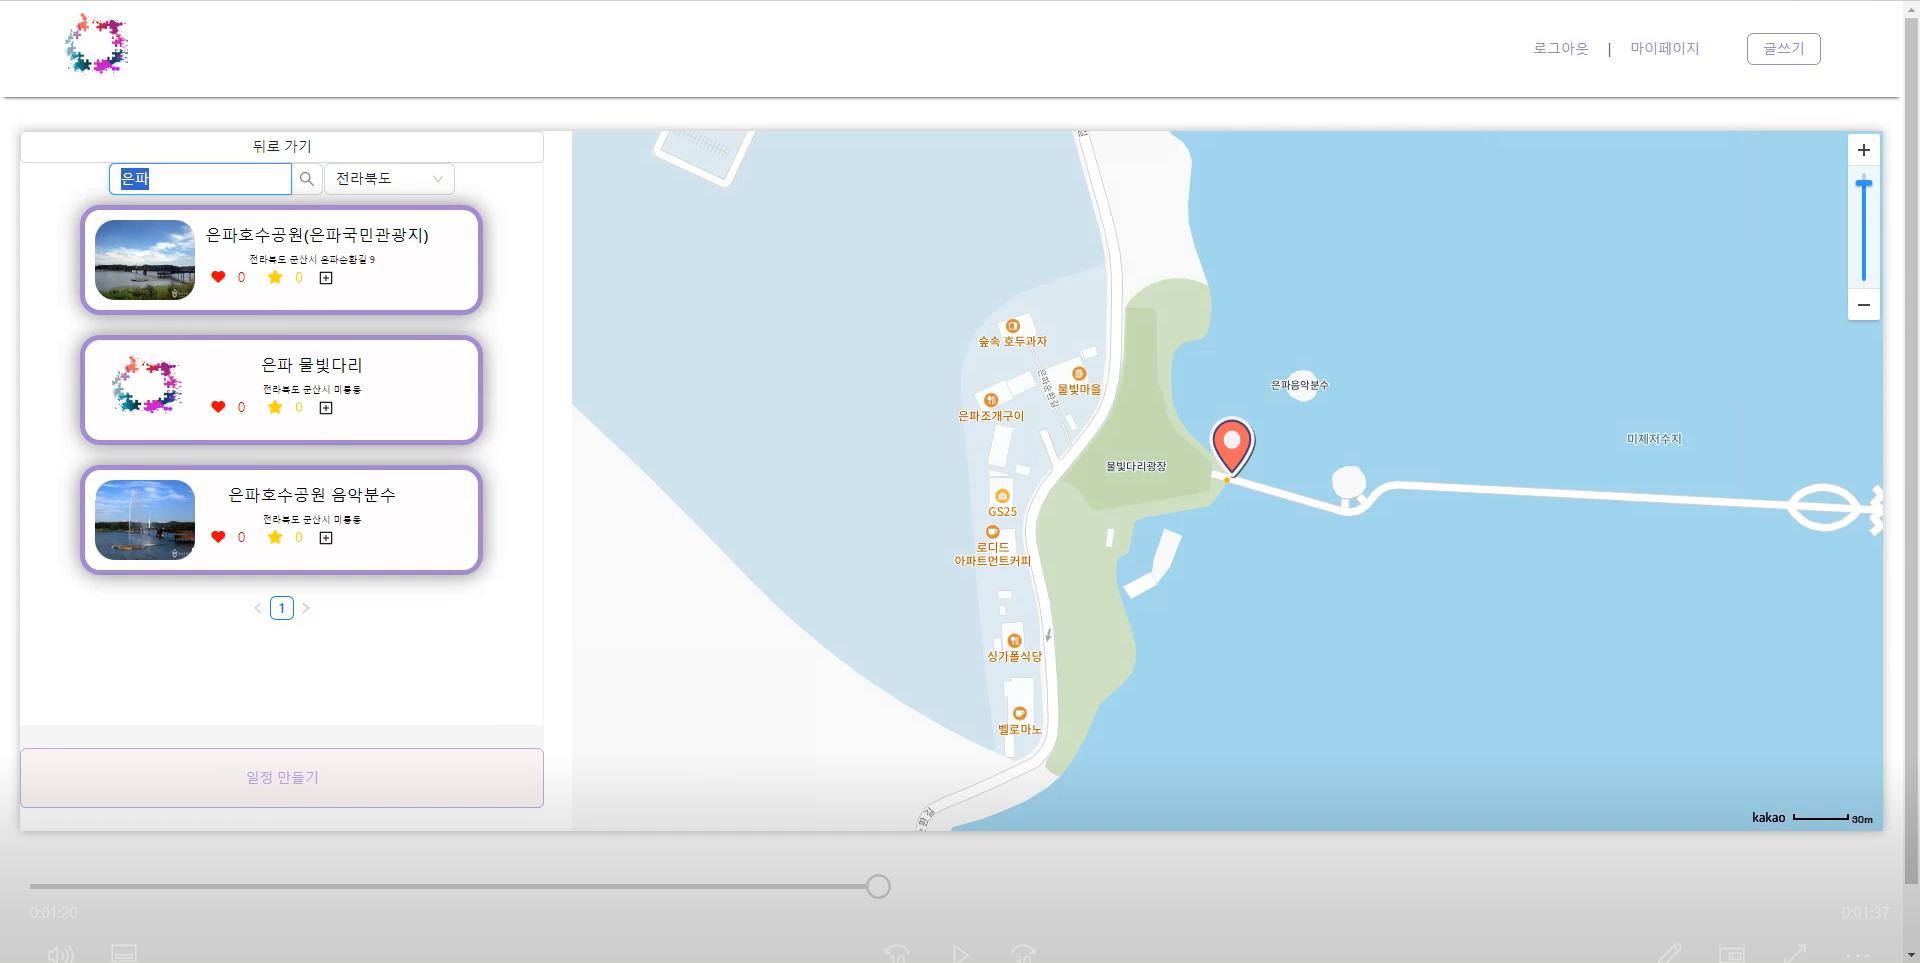 로그아웃 | 마이페이지 글쓰기
뒤로 가기
은파 전라북도
은파호수공원(은파국민관광지)
전라북도 군산시 은파순환길 9
0 0
은파 물빛다리
전라북도 군산시 미룡동
0 0
은파호수공원 음악분수
전라북도 군산시 미룡동
0 0
< 1 >
일정 만들기
숲속 호두과자
물빛마을
은파순환길
은파조개구이
은파음악분수
미제저수지
물빛다리광장
GS25
로디드
아파트먼트커피
싱가폴식당
벨로마노
kakao 30m
0:01:20 0:01:37
10 30